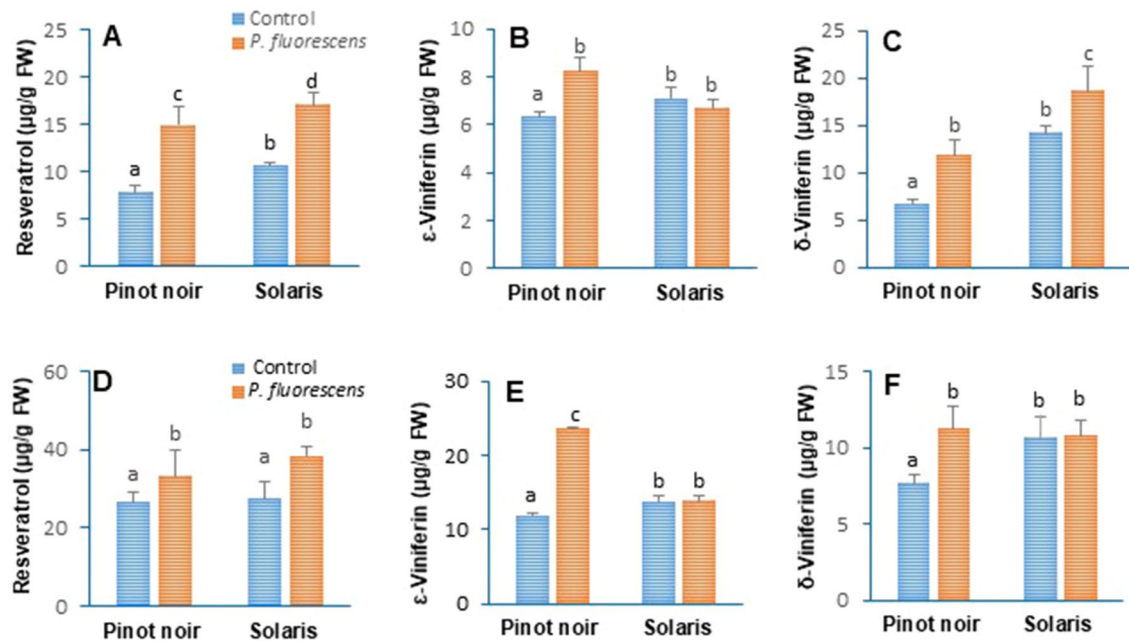 A
Control
P. fluorescens
Resveratrol (µg/g FW)
25
20
15
10
5
0
a
c
b
d
Pinot noir
Solaris
B
ε-Viniferin (µg/g FW)
10
8
6
4
2
0
a
b
b
b
Pinot noir
Solaris
C
δ-Viniferin (µg/g FW)
25
20
15
10
5
0
a
b
b
c
Pinot noir
Solaris
D
Control
P. fluorescens
Resveratrol (µg/g FW)
60
40
20
0
a
b
a
b
Pinot noir
Solaris
E
ε-Viniferin (µg/g FW)
30
20
10
0
a
c
b
b
Pinot noir
Solaris
F
δ-Viniferin (µg/g FW)
15
10
5
0
a
b
b
b
Pinot noir
Solaris